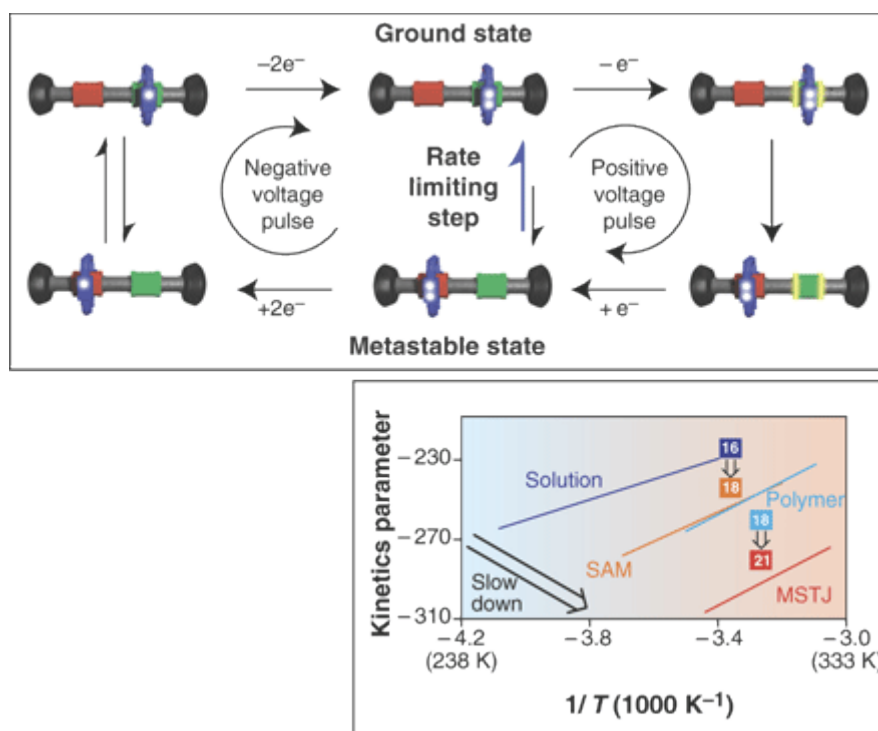 Ground state
−2e−
− e−
Negative
voltage
pulse
Rate
limiting
step
Positive
voltage
pulse
+2e−
+ e−
Metastable state
Kinetics parameter
−230
−270
−310
Solution
16
18
Polymer
18
21
SAM
MSTJ
Slow
down
−4.2
−3.8
−3.4
−3.0
(238 K)
(333 K)
1/ T (1000 K−1)